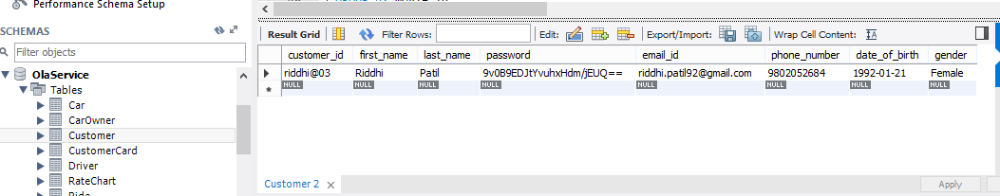 Performance Schema Setup
SCHEMAS
Filter objects
OlaService
Tables
Car
CarOwner
Customer
CustomerCard
Driver
RateChart
Result Grid Filter Rows: Edit: Export/Import: Wrap Cell Content:
customer_id first_name last_name password email_id phone_number date_of_birth gender
riddhi@03 Riddhi Patil 9v0B9EDJtYvuhxHdm/jEUQ== riddhi.patil92@gmail.com 9802052684 1992-01-21 Female
NULL NULL NULL NULL NULL NULL NULL NULL
Customer 2
Apply